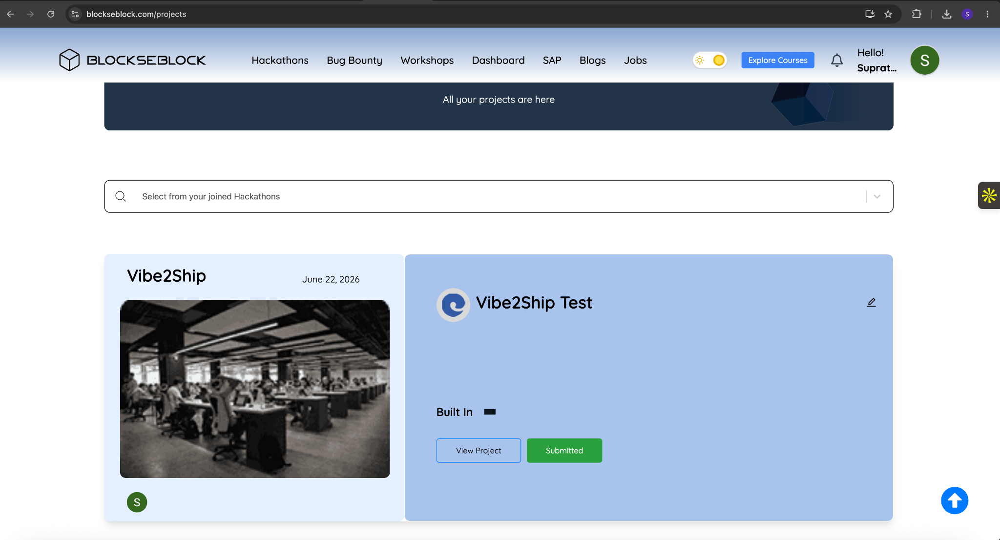 blockseblock.com/projects
S
BLOCKSEBLOCK
Hackathons
Bug Bounty
Workshops
Dashboard
SAP
Blogs
Jobs
Explore Courses
Hello!
Suprat...
S
All your projects are here
Select from your joined Hackathons
Vibe2Ship
June 22, 2026
S
Vibe2Ship Test
Built In
View Project
Submitted